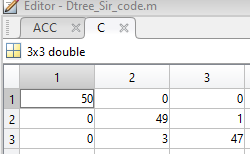 Editor - Dtree_Sir_code.m
ACC C
3x3 double
1 2 3
1 50 0 0
2 0 49 1
3 0 3 47